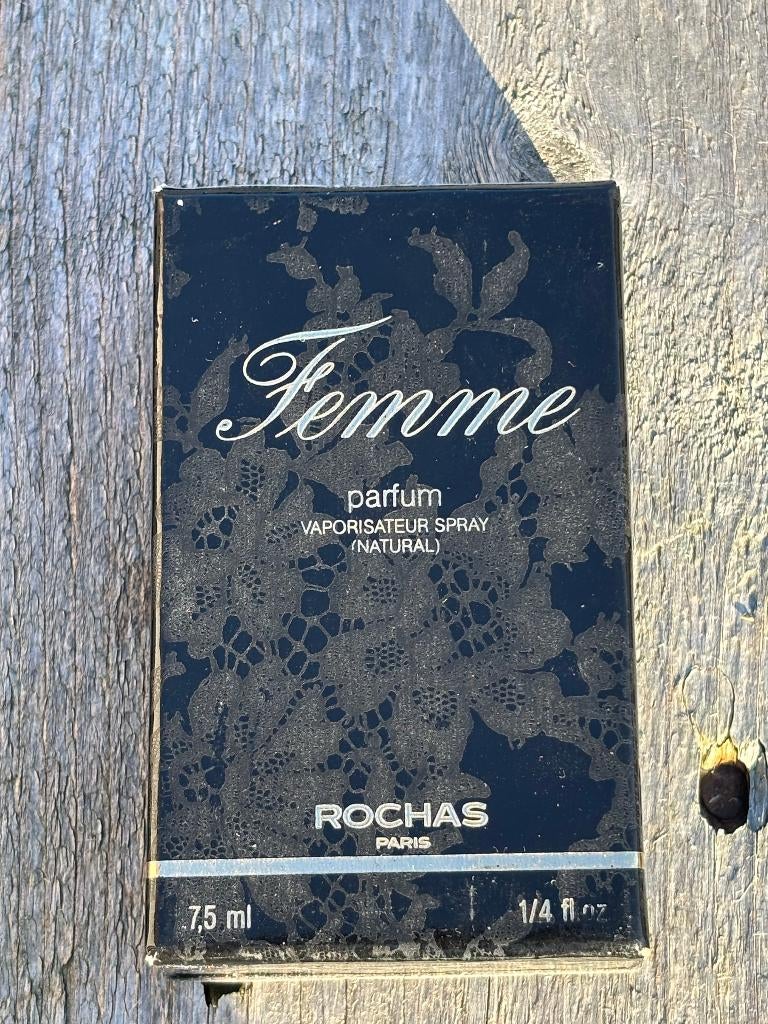 Femme
parfum
VAPORISATEUR SPRAY
(NATURAL)
ROCHAS
PARIS
7,5 ml
1/4 fl oz